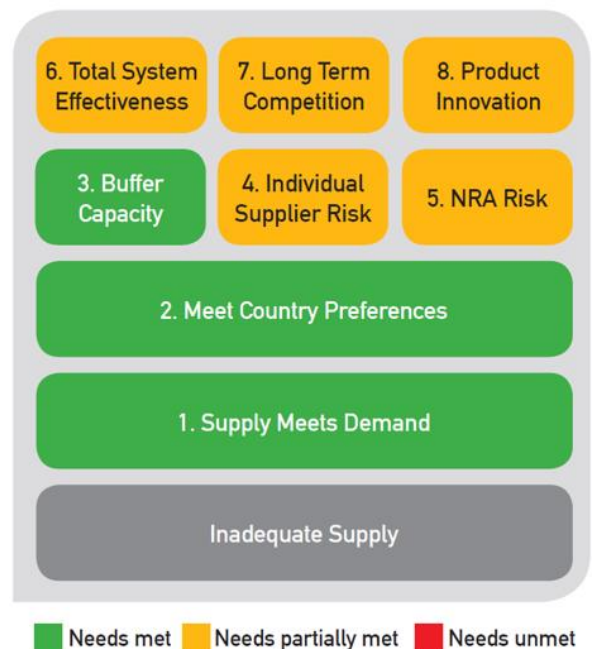 6. Total System
Effectiveness
7. Long Term
Competition
8. Product
Innovation
3. Buffer
Capacity
4. Individual
Supplier Risk
5. NRA Risk
2. Meet Country Preferences
1. Supply Meets Demand
Inadequate Supply
Needs met
Needs partially met
Needs unmet